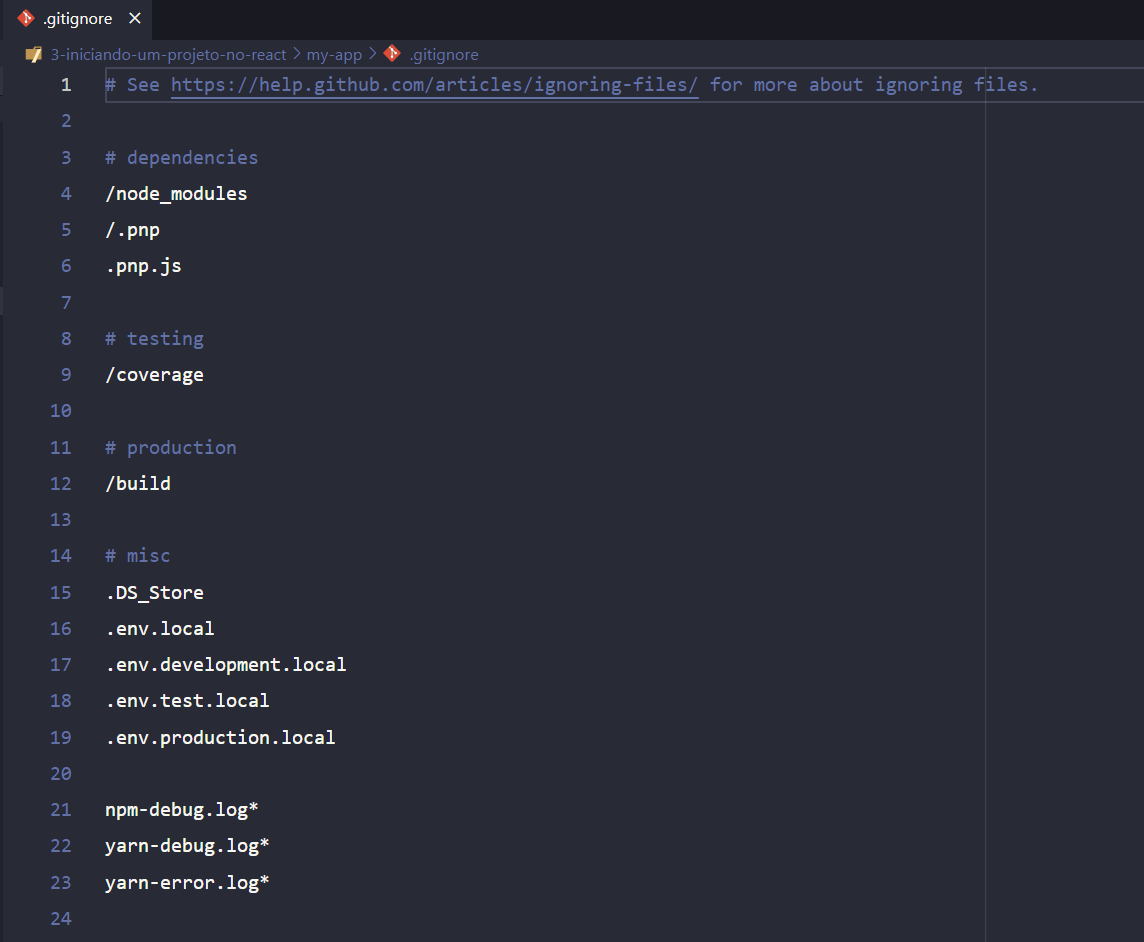 .gitignore ×
3-iniciando-um-projeto-no-react > my-app > .gitignore
1 # See https://help.github.com/articles/ignoring-files/ for more about ignoring files.
2
3 # dependencies
4 /node_modules
5 /.pnp
6 .pnp.js
7
8 # testing
9 /coverage
10
11 # production
12 /build
13
14 # misc
15 .DS_Store
16 .env.local
17 .env.development.local
18 .env.test.local
19 .env.production.local
20
21 npm-debug.log*
22 yarn-debug.log*
23 yarn-error.log*
24